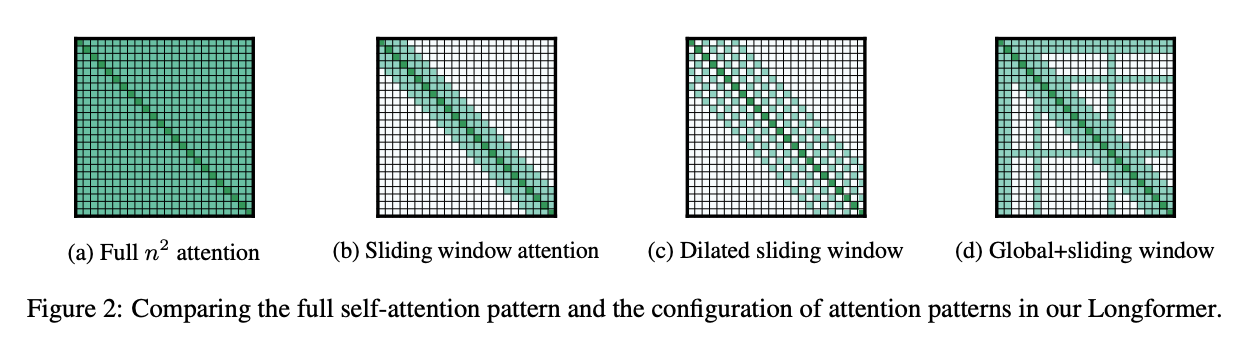 (a) Full n² attention
(b) Sliding window attention
(c) Dilated sliding window
(d) Global+sliding window
Figure 2: Comparing the full self-attention pattern and the configuration of attention patterns in our Longformer.